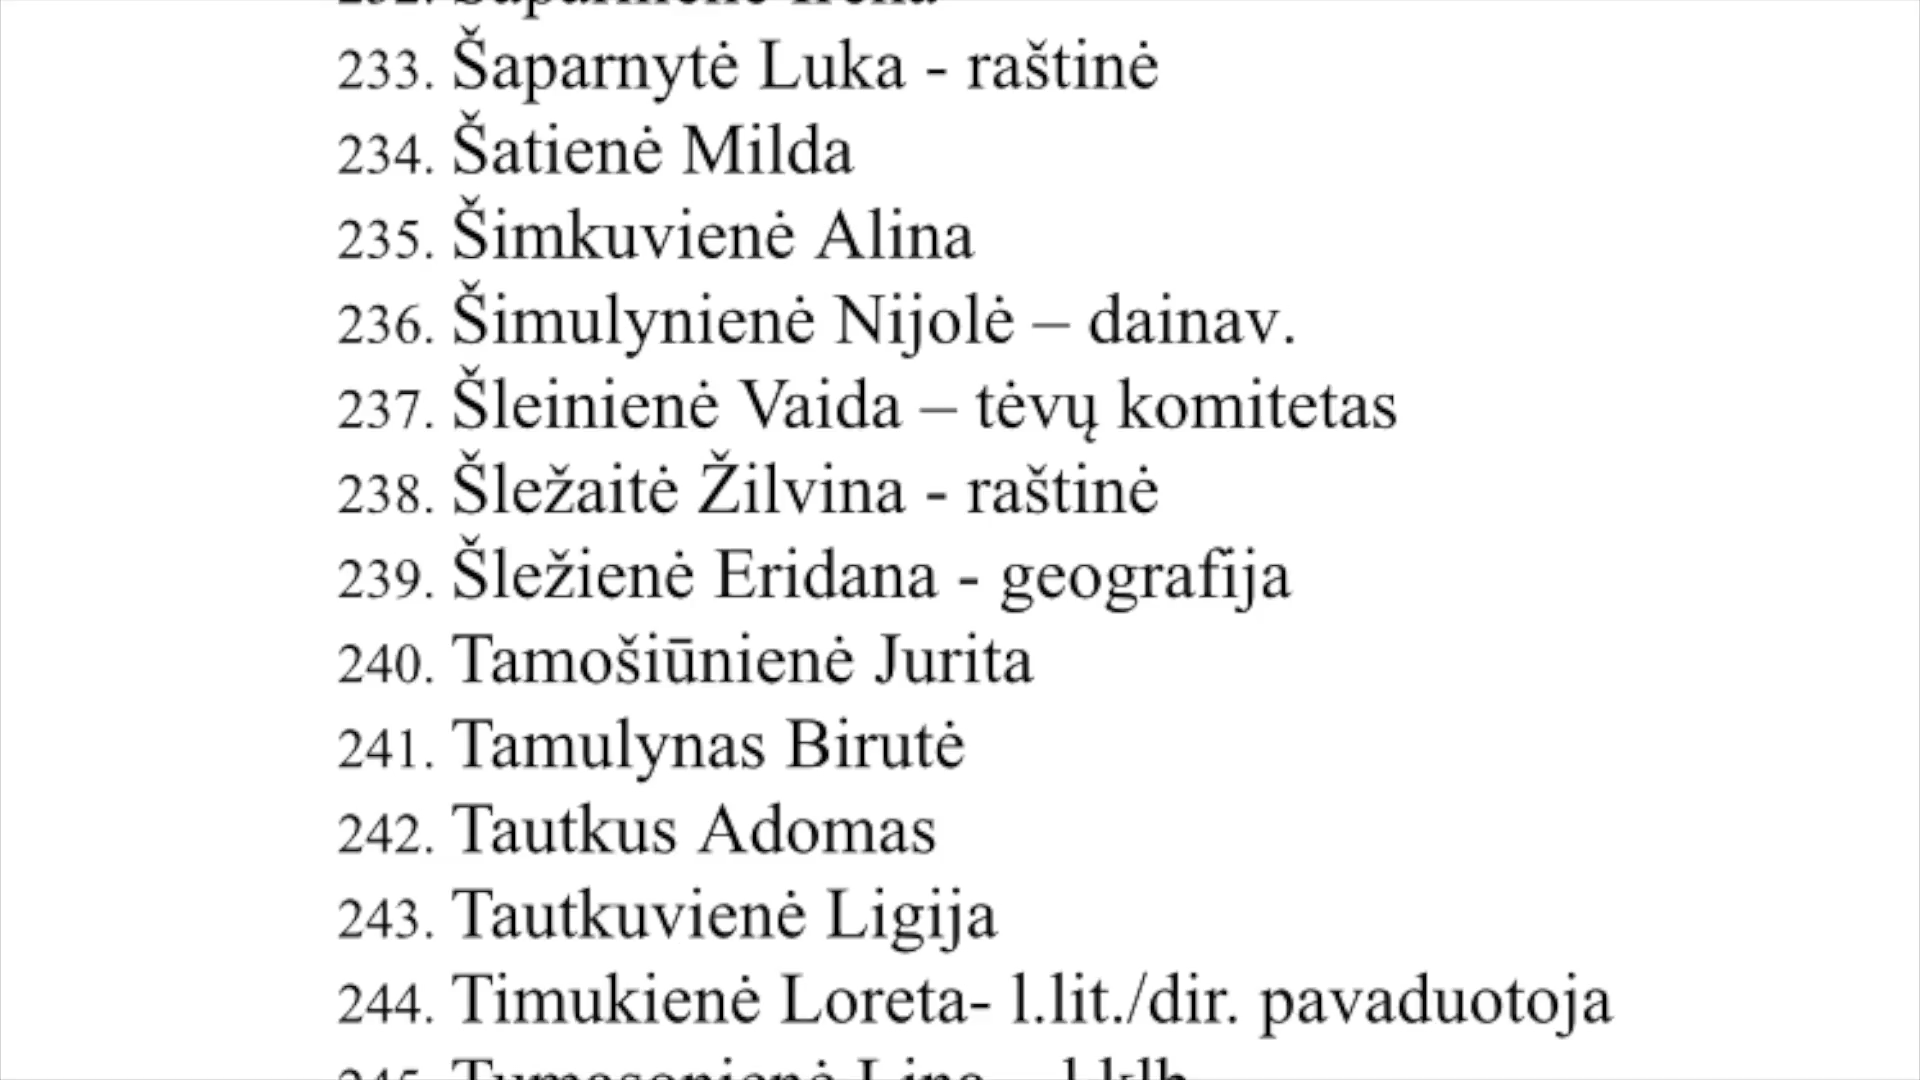 233. Šaparnytė Luka - raštinė
234. Šatienė Milda
235. Šimkuvienė Alina
236. Šimulynienė Nijolė – dainav.
237. Šleinienė Vaida – tėvų komitetas
238. Šležaitė Žilvina - raštinė
239. Šležienė Eridana - geografija
240. Tamošiūnienė Jurita
241. Tamulynas Birutė
242. Tautkus Adomas
243. Tautkuvienė Ligija
244. Timukienė Loreta- l.lit./dir. pavaduotoja